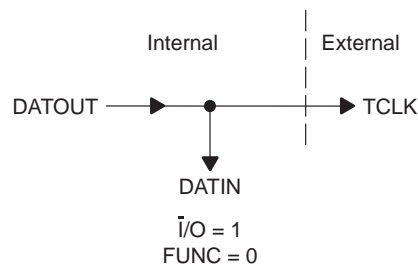 Internal External
DATOUT TCLK
DATIN
I̅/O = 1
FUNC = 0